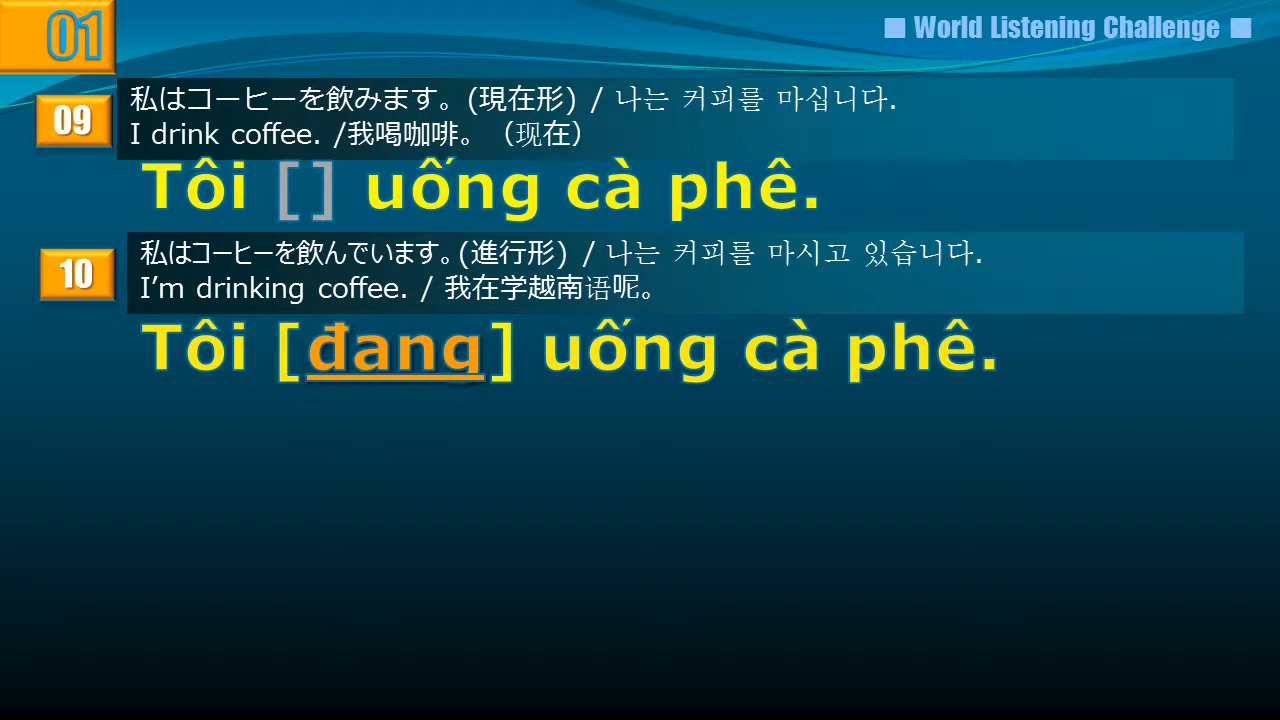 01
■ World Listening Challenge ■
09
私はコーヒーを飲みます。(現在形) / 나는 커피를 마십니다.
I drink coffee. /我喝咖啡。（现在）
Tôi [ ] uống cà phê.
10
私はコーヒーを飲んでいます。(進行形) / 나는 커피를 마시고 있습니다.
I’m drinking coffee. / 我在学越南语呢。
Tôi [đang] uống cà phê.